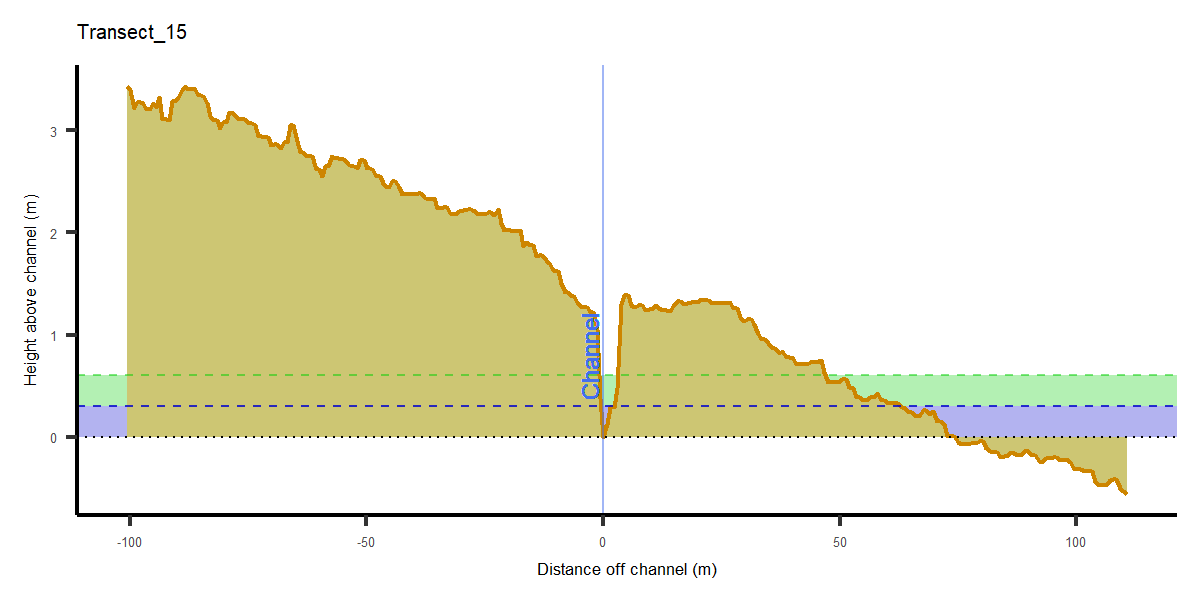 Transect_15
Height above channel (m)
3
2
1
0
Channel
-100
-50
0
50
100
Distance off channel (m)